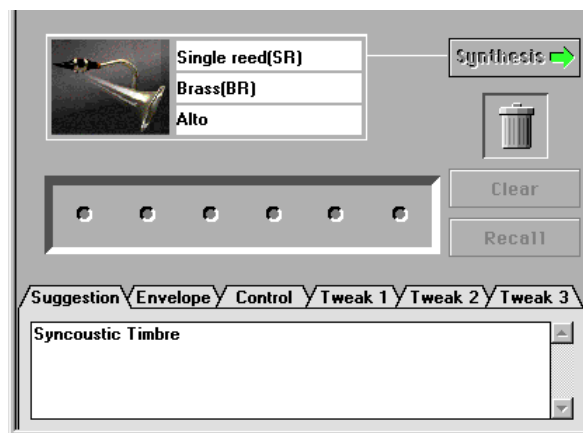 Single reed(SR)
Synthesis
Brass(BR)
Alto
Clear
Recall
Suggestion Envelope Control Tweak 1 Tweak 2 Tweak 3
Syncoustic Timbre